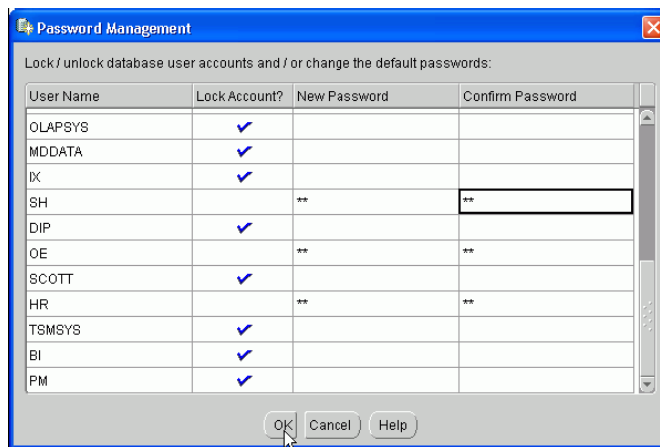 Password Management
Lock / unlock database user accounts and / or change the default passwords:
User Name Lock Account? New Password Confirm Password
OLAPSYS
MDDATA
IX
SH ** **
DIP
OE ** **
SCOTT
HR ** **
TSMSYS
BI
PM
OK Cancel Help